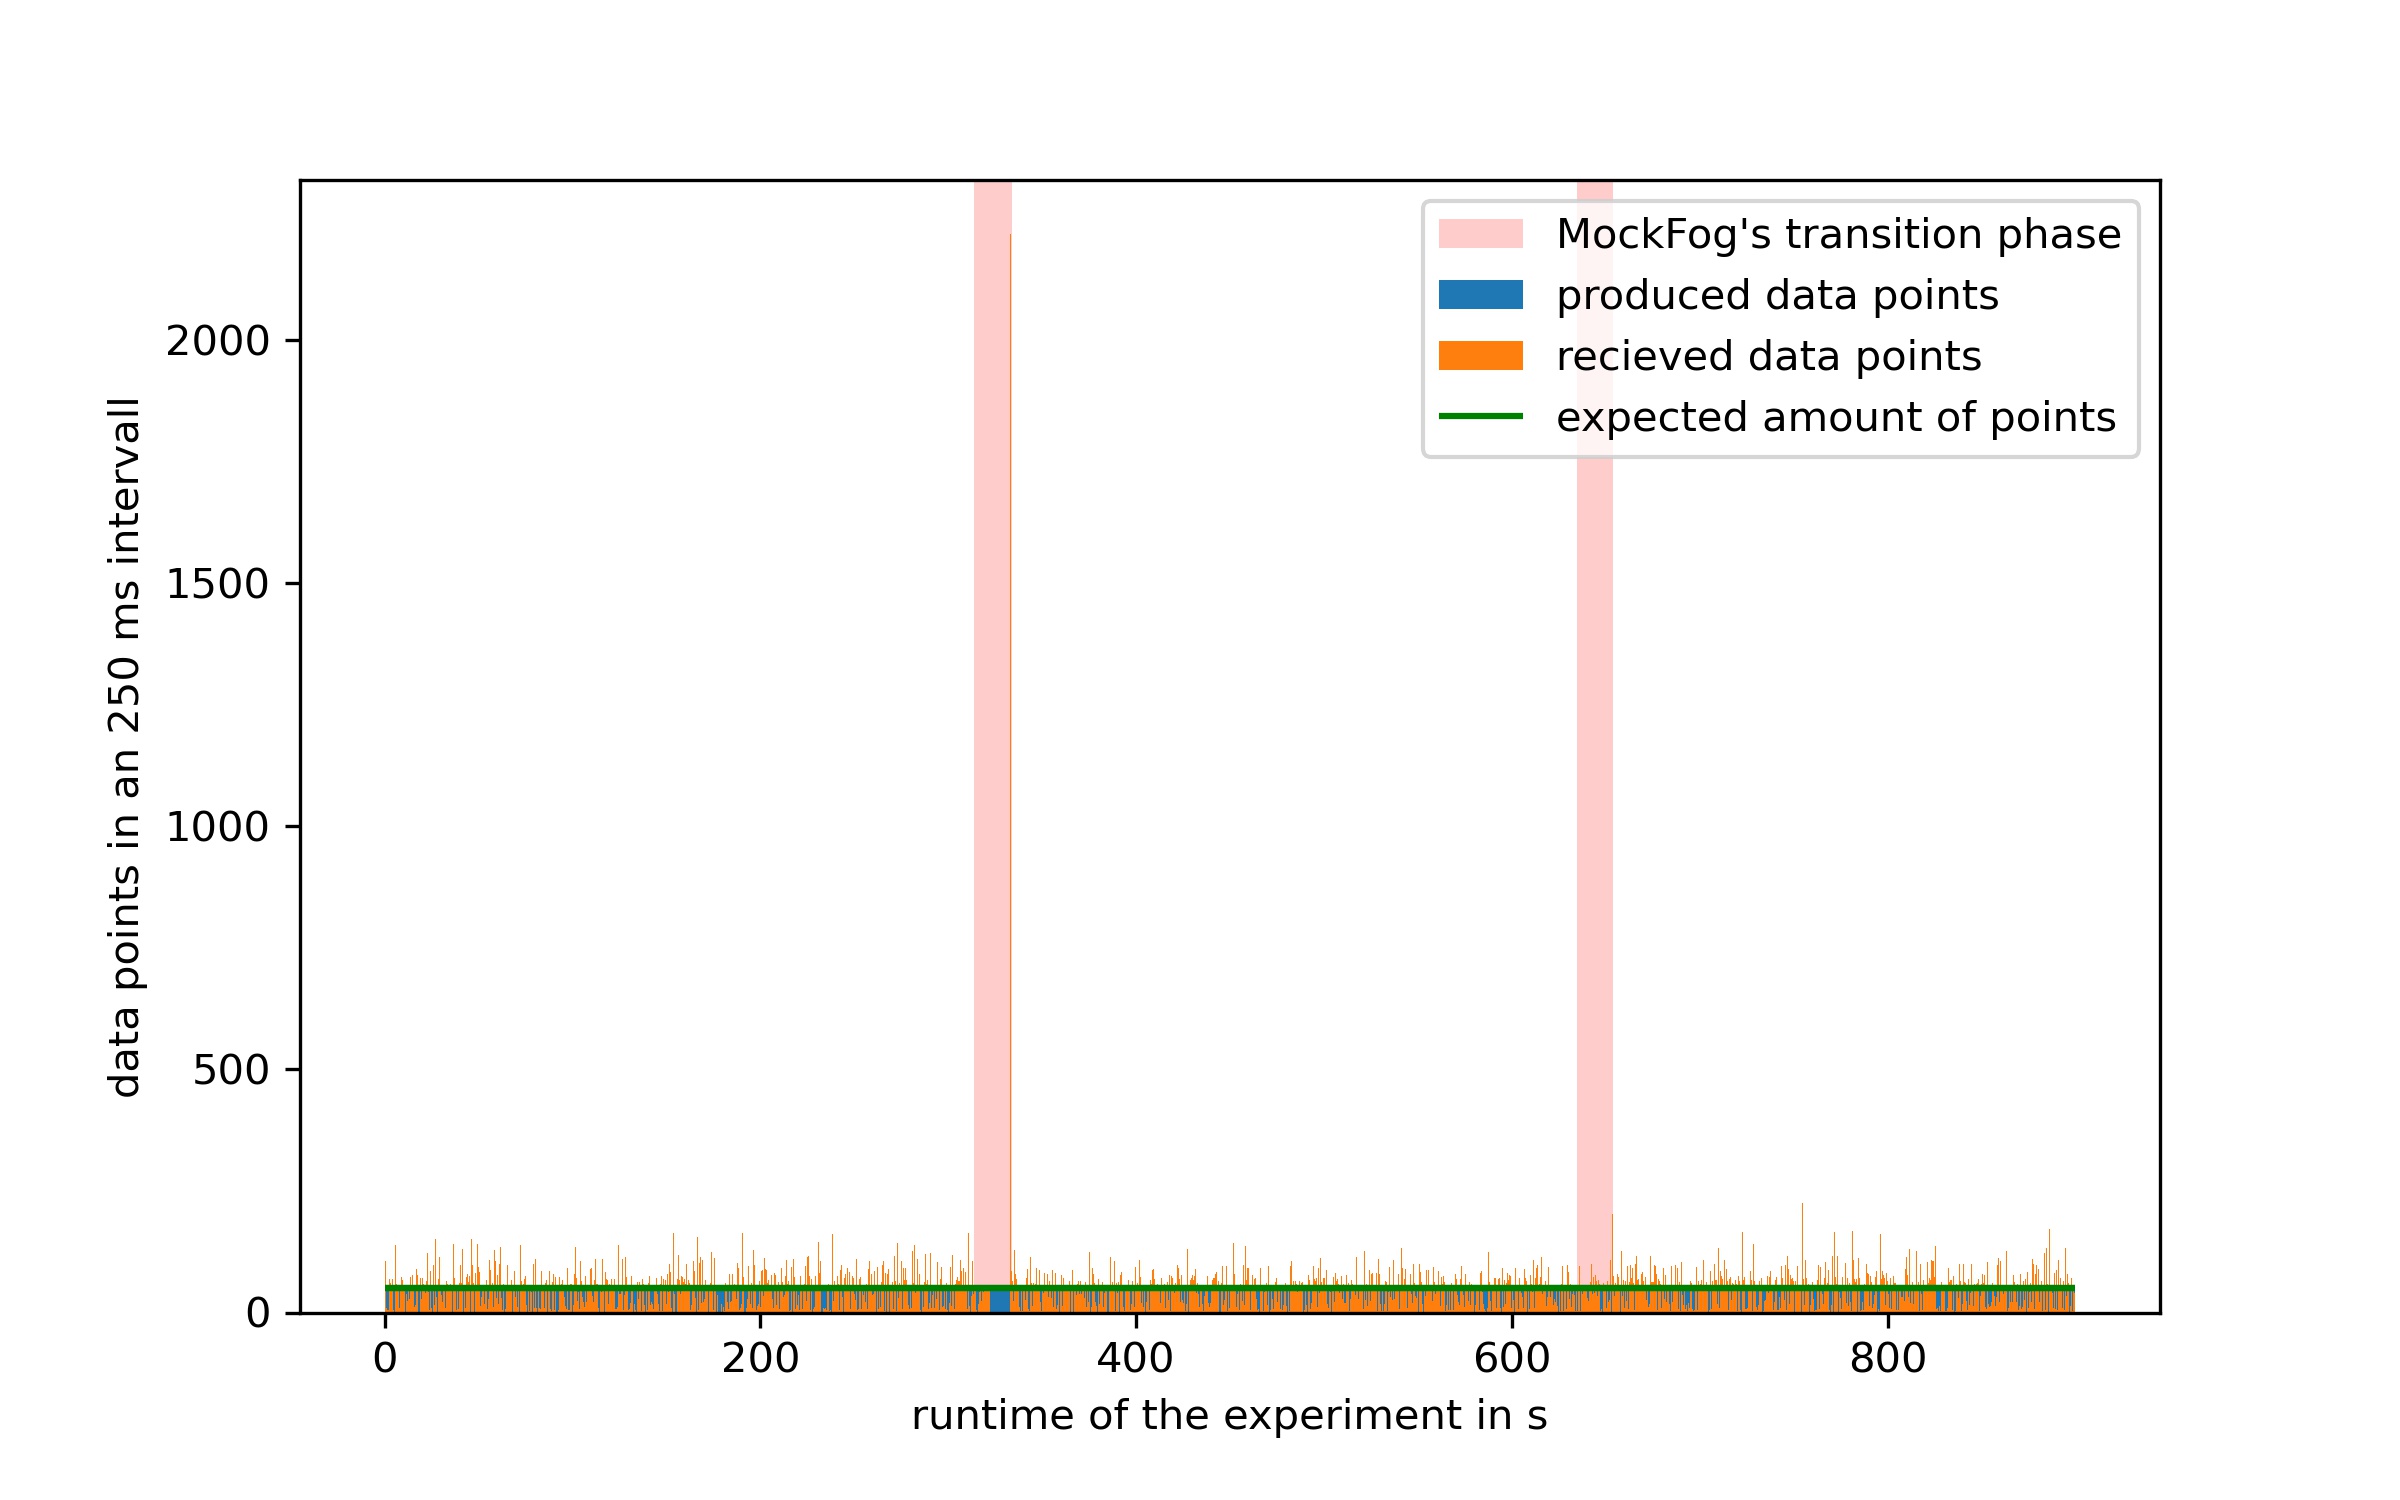 MockFog's transition phase
produced data points
recieved data points
expected amount of points
data points in an 250 ms intervall
2000
1500
1000
500
0
0 200 400 600 800
runtime of the experiment in s